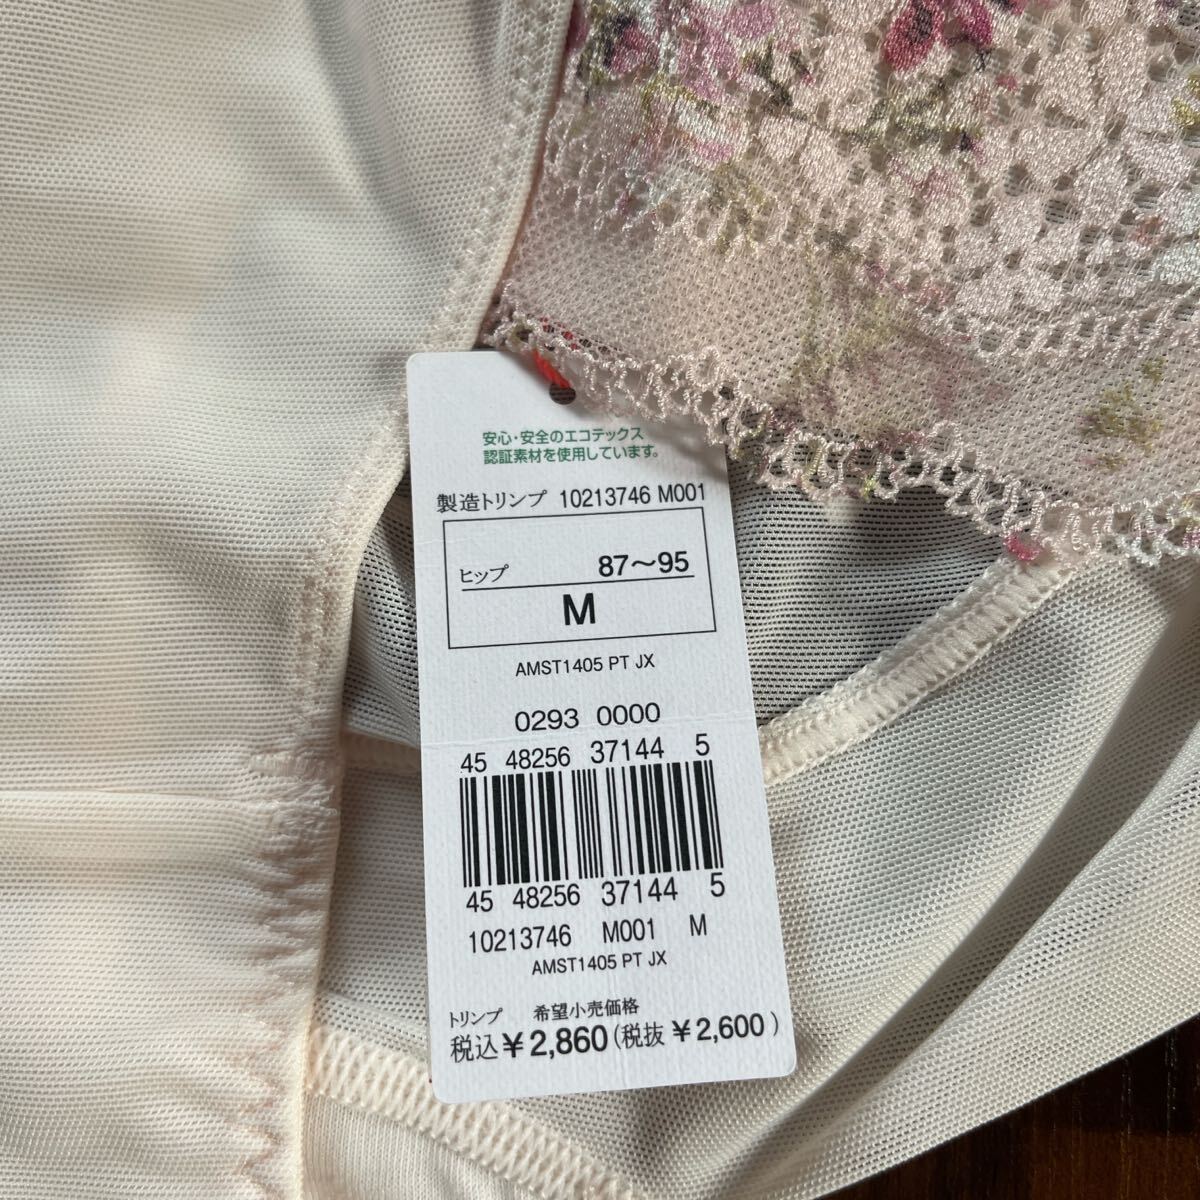 安心・安全のエコテックス
認証素材を使用しています。
製造トリンプ 10213746 M001
ヒップ 87～95
M
AMST1405 PT JX
0293 0000
45 48256 37144 5
45 48256 37144 5
10213746 M001 M
AMST1405 PT JX
トリンプ 希望小売価格
税込￥2,860(税抜￥2,600)